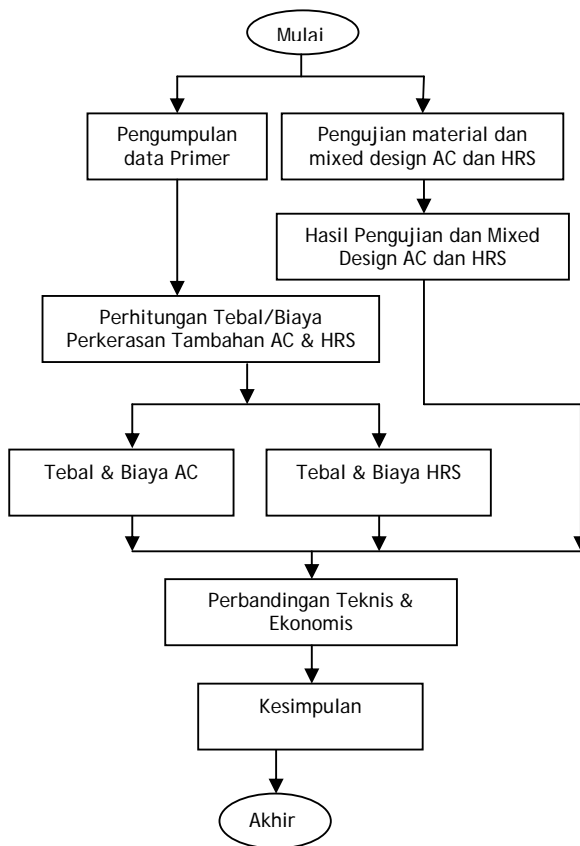 Mulai
Pengumpulan
data Primer
Pengujian material dan
mixed design AC dan HRS
Hasil Pengujian dan Mixed
Design AC dan HRS
Perhitungan Tebal/Biaya
Perkerasan Tambahan AC & HRS
Tebal & Biaya AC
Tebal & Biaya HRS
Perbandingan Teknis &
Ekonomis
Kesimpulan
Akhir